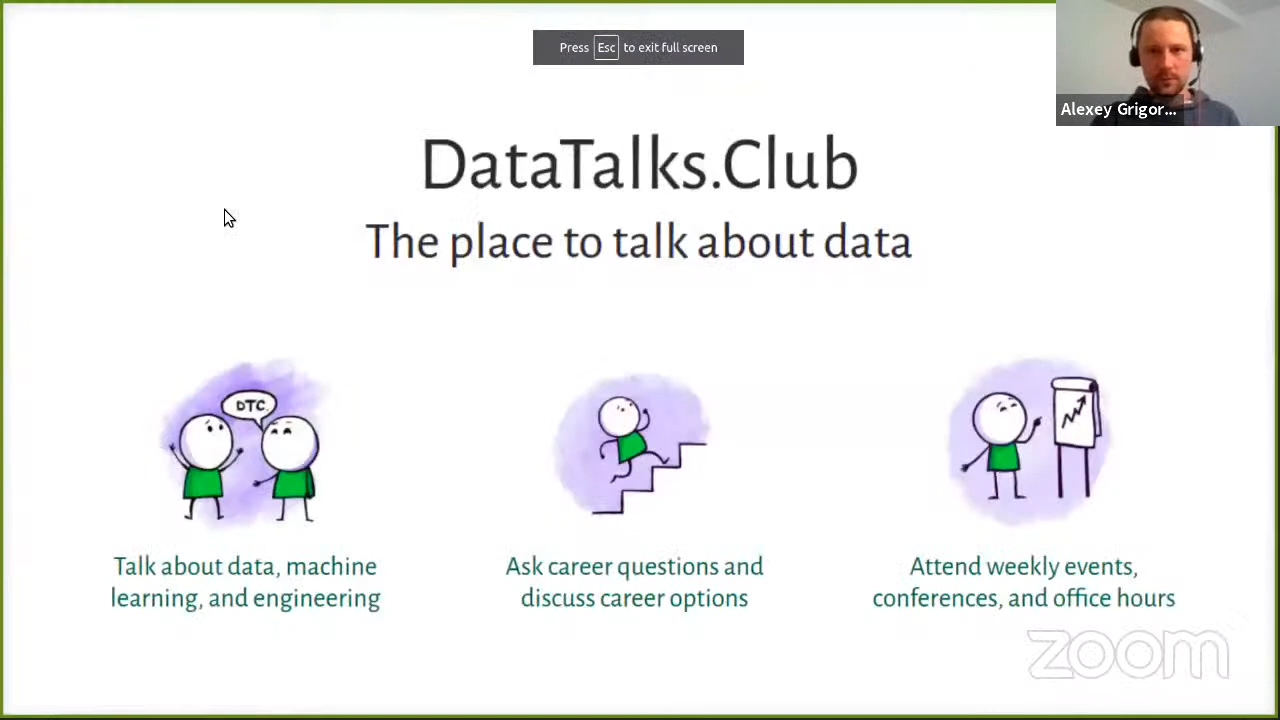 Press Esc to exit full screen
Alexey Grigor...
DataTalks.Club
The place to talk about data
DTC.
Talk about data, machine
learning, and engineering
Ask career questions and
discuss career options
Attend weekly events,
conferences, and office hours
zoom